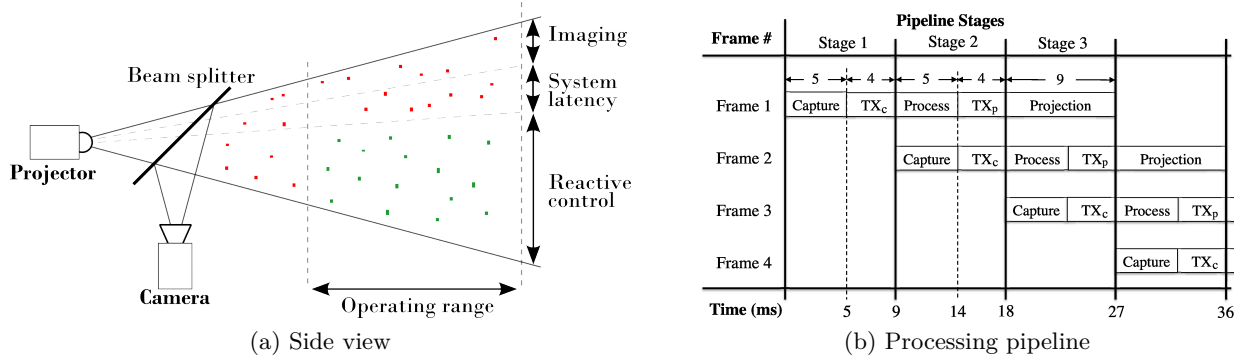 Imaging
System
latency
Reactive
control
Beam splitter
Projector
Camera
Operating range
(a) Side view
Pipeline Stages
Frame #
Stage 1 Stage 2 Stage 3
5 4 5 4 9
Frame 1 Capture TXc Process TXp Projection
Frame 2 Capture TXc Process TXp Projection
Frame 3 Capture TXc Process TXp
Frame 4 Capture TXc
Time (ms) 5 9 14 18 27 36
(b) Processing pipeline